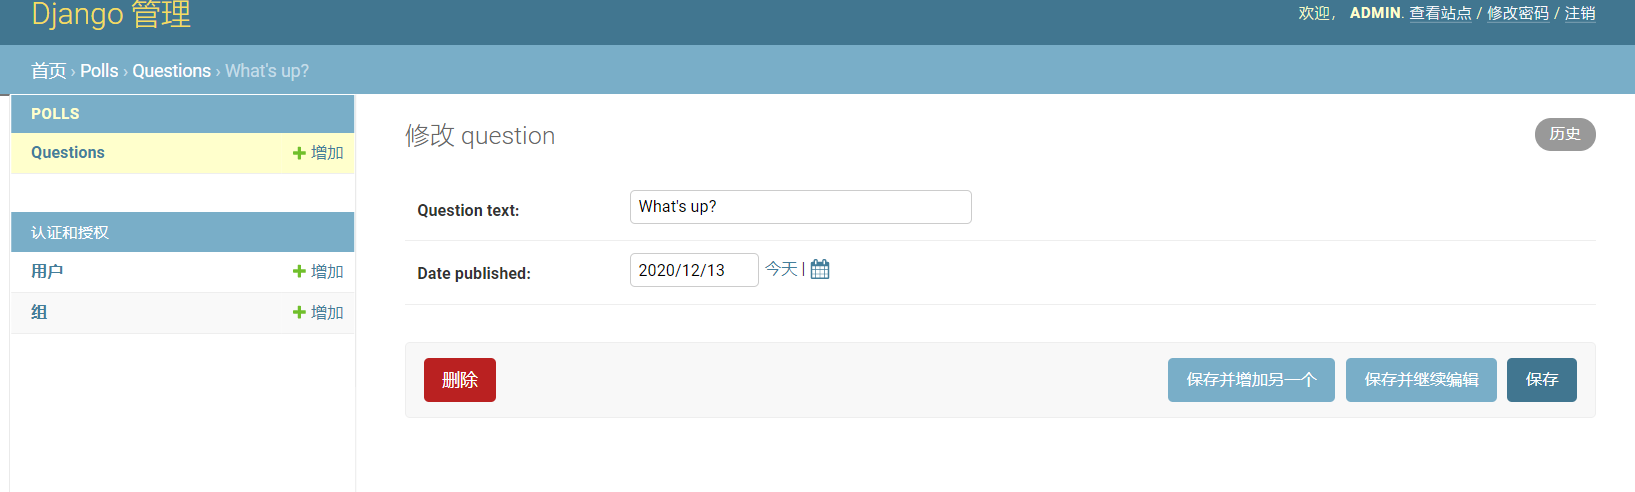 Django 管理
欢迎， ADMIN. 查看站点 / 修改密码 / 注销
首页 › Polls › Questions › What's up?
POLLS
Questions 增加
认证和授权
用户 增加
组 增加
修改 question
历史
Question text: What's up?
Date published: 2020/12/13 今天 |
删除 保存并增加另一个 保存并继续编辑 保存